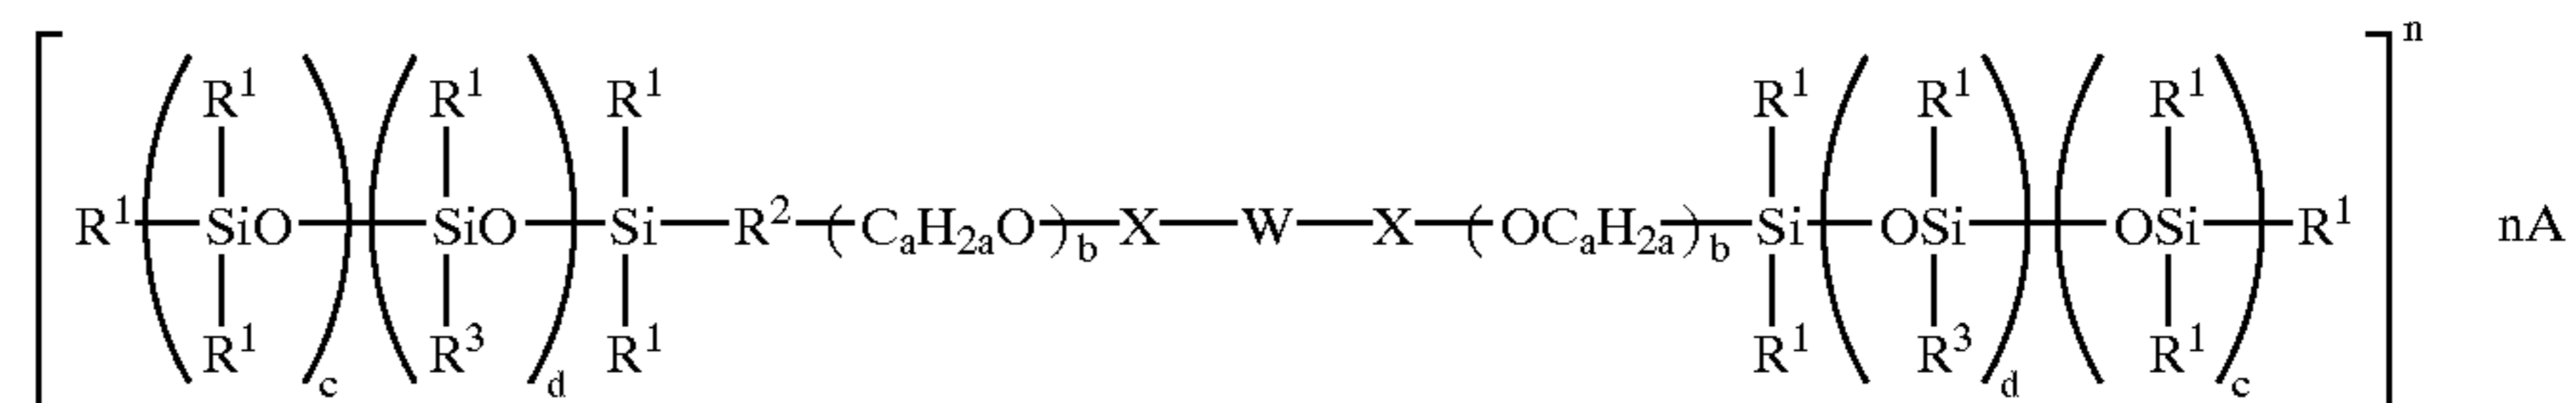 n
R¹ R¹ R¹ R¹ R¹ R¹
R¹ SiO SiO Si R² (CₐH₂ₐO)b X W X (OCₐH₂ₐ)b Si OSi OSi R¹ nA
R¹ R³ R¹ R¹ R³ R¹
c d d c